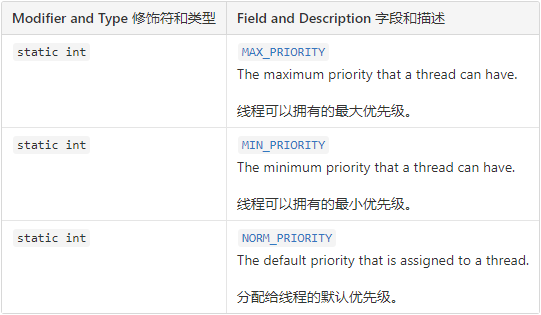 Modifier and Type 修饰符和类型
Field and Description 字段和描述
static int
MAX_PRIORITY
The maximum priority that a thread can have.
线程可以拥有的最大优先级。
static int
MIN_PRIORITY
The minimum priority that a thread can have.
线程可以拥有的最小优先级。
static int
NORM_PRIORITY
The default priority that is assigned to a thread.
分配给线程的默认优先级。